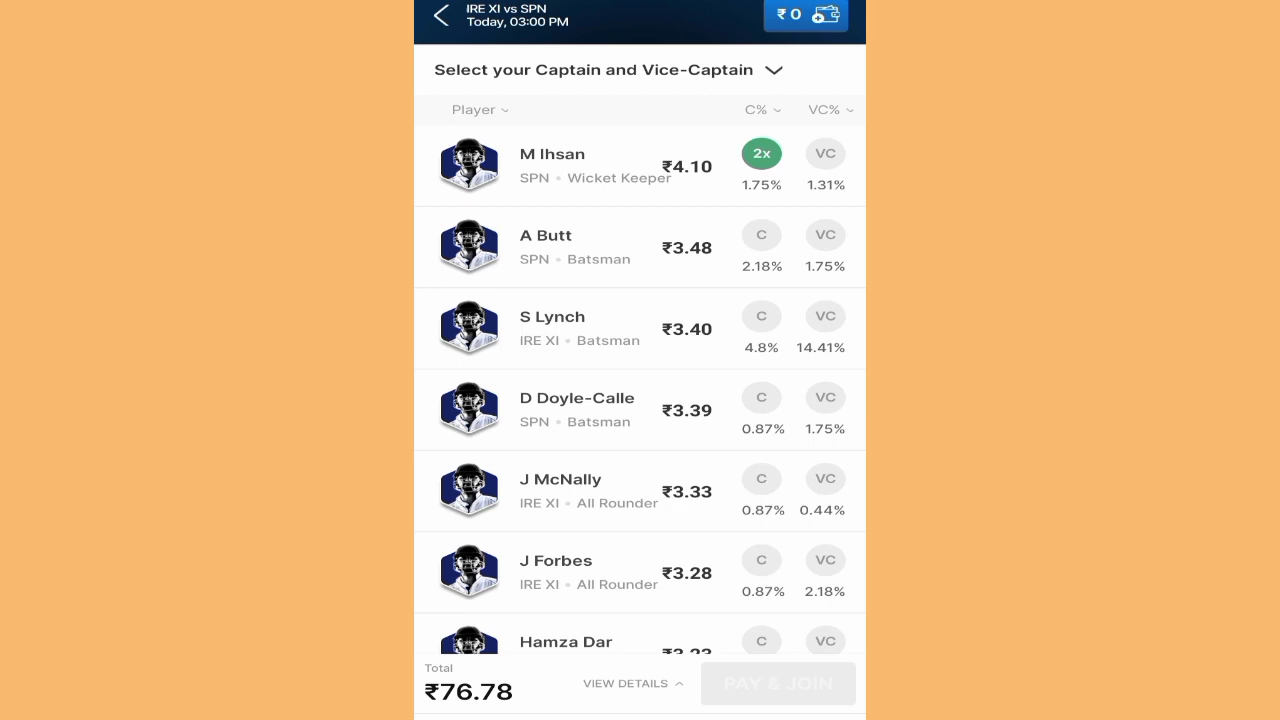 IRE XI vs SPN
Today, 03:00 PM
₹ 0
Select your Captain and Vice-Captain
Player C% VC%
M Ihsan
SPN • Wicket Keeper
₹4.10
2x VC
1.75% 1.31%
A Butt
SPN • Batsman
₹3.48
C VC
2.18% 1.75%
S Lynch
IRE XI • Batsman
₹3.40
C VC
4.8% 14.41%
D Doyle-Calle
SPN • Batsman
₹3.39
C VC
0.87% 1.75%
J McNally
IRE XI • All Rounder
₹3.33
C VC
0.87% 0.44%
J Forbes
IRE XI • All Rounder
₹3.28
C VC
0.87% 2.18%
Hamza Dar
C VC
Total
₹76.78
VIEW DETAILS
PAY & JOIN